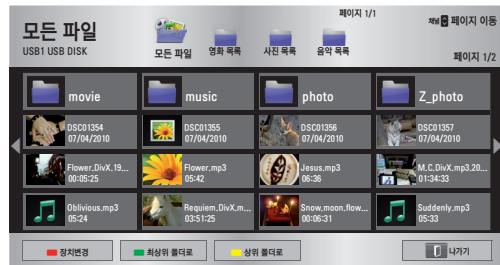 모든 파일
USB1 USB DISK
모든 파일
영화 목록
사진 목록
음악 목록
페이지 1/1
채널 페이지 이동
페이지 1/2
movie
music
photo
Z_photo
DSC01354
07/04/2010
DSC01355
07/04/2010
DSC01356
07/04/2010
DSC01357
07/04/2010
Flower,DivX,19...
00:05:25
Flower,mp3
05:42
Jesus,mp3
06:36
M.C,DivX,mp3,20...
01:34:33
Oblivious,mp3
05:24
Requiem,DivX,m...
03:51:25
Snow,moon,flow...
00:06:31
Suddenly,mp3
05:33
장치변경
최상위 폴더로
상위 폴더로
나가기